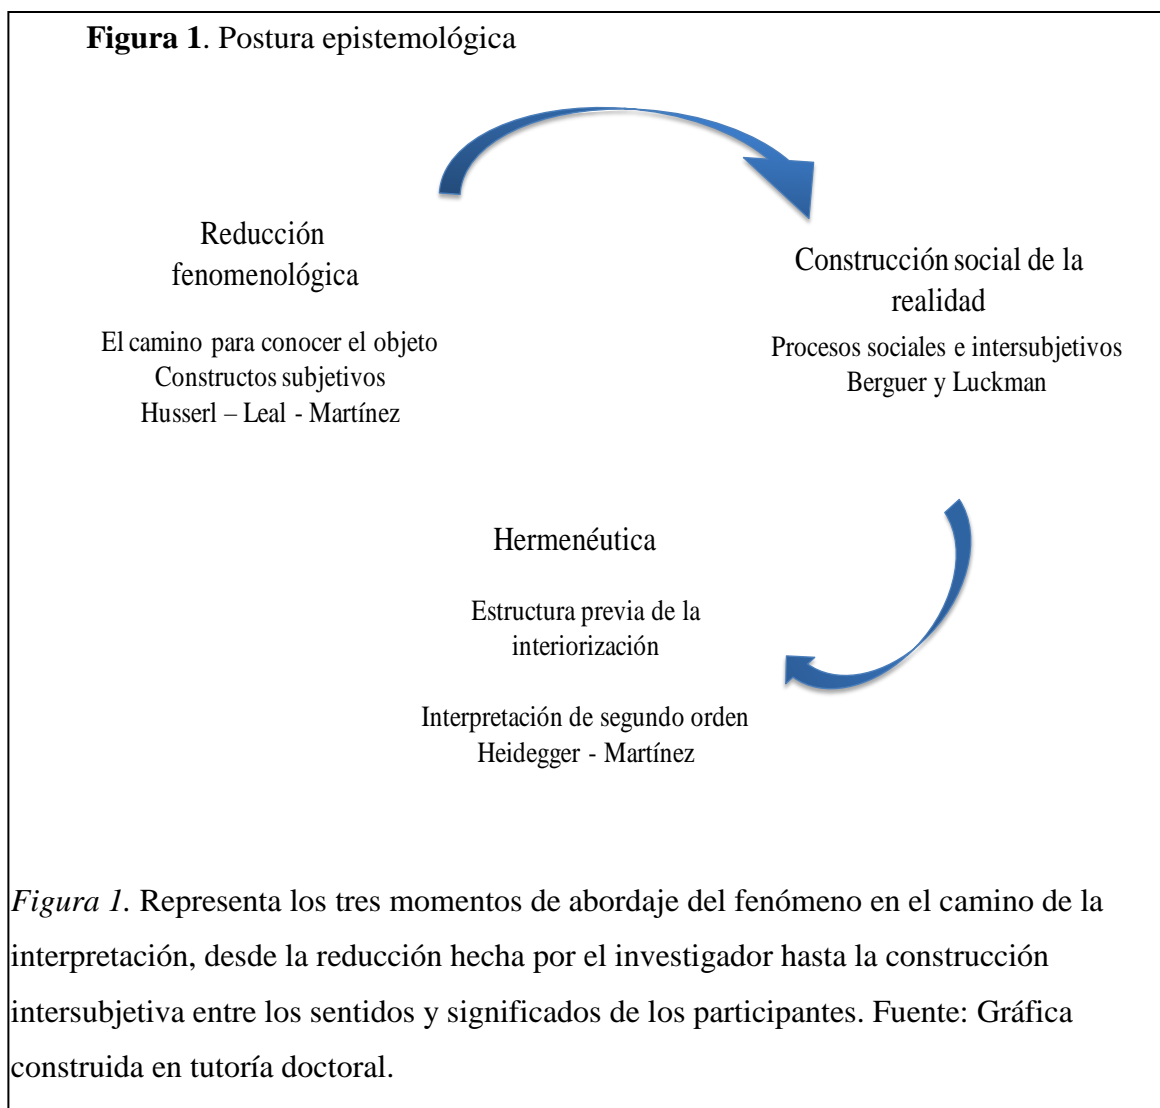 Figura 1. Postura epistemológica
Reducción
fenomenológica
El camino para conocer el objeto
Constructos subjetivos
Husserl – Leal - Martínez
Construcción social de la
realidad
Procesos sociales e intersubjetivos
Berguer y Luckman
Hermenéutica
Estructura previa de la
interiorización
Interpretación de segundo orden
Heidegger - Martínez
Figura 1. Representa los tres momentos de abordaje del fenómeno en el camino de la
interpretación, desde la reducción hecha por el investigador hasta la construcción
intersubjetiva entre los sentidos y significados de los participantes. Fuente: Gráfica
construida en tutoría doctoral.